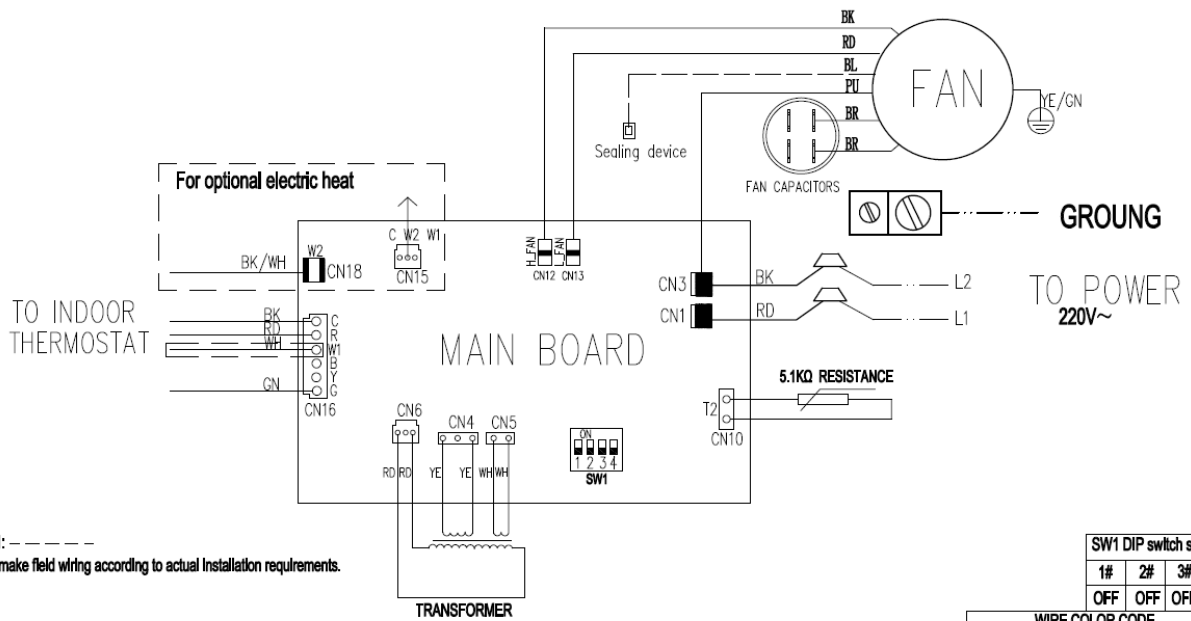 BK
RD
BL
PU
BR
BR
FAN
YE/GN
Sealing device
FAN CAPACITORS
For optional electric heat
GROUNG
C W2 W1
W2
BK/WH
CN18
CN15
H_FAN
L_FAN
CN12 CN13
CN3
BK
L2
CN1
RD
L1
TO POWER
220V~
TO INDOOR
THERMOSTAT
BK
RD
WH
GN
C
R
W1
B
Y
G
CN16
MAIN BOARD
5.1KΩ RESISTANCE
T2
CN10
CN6
CN4
CN5
ON
1 2 3 4
SW1
RD RD YE YE WH WH
TRANSFORMER
make field wiring according to actual installation requirements.
SW1 DIP switch s
1# 2# 3#
OFF OFF OFF
WIRE COLOR CODE